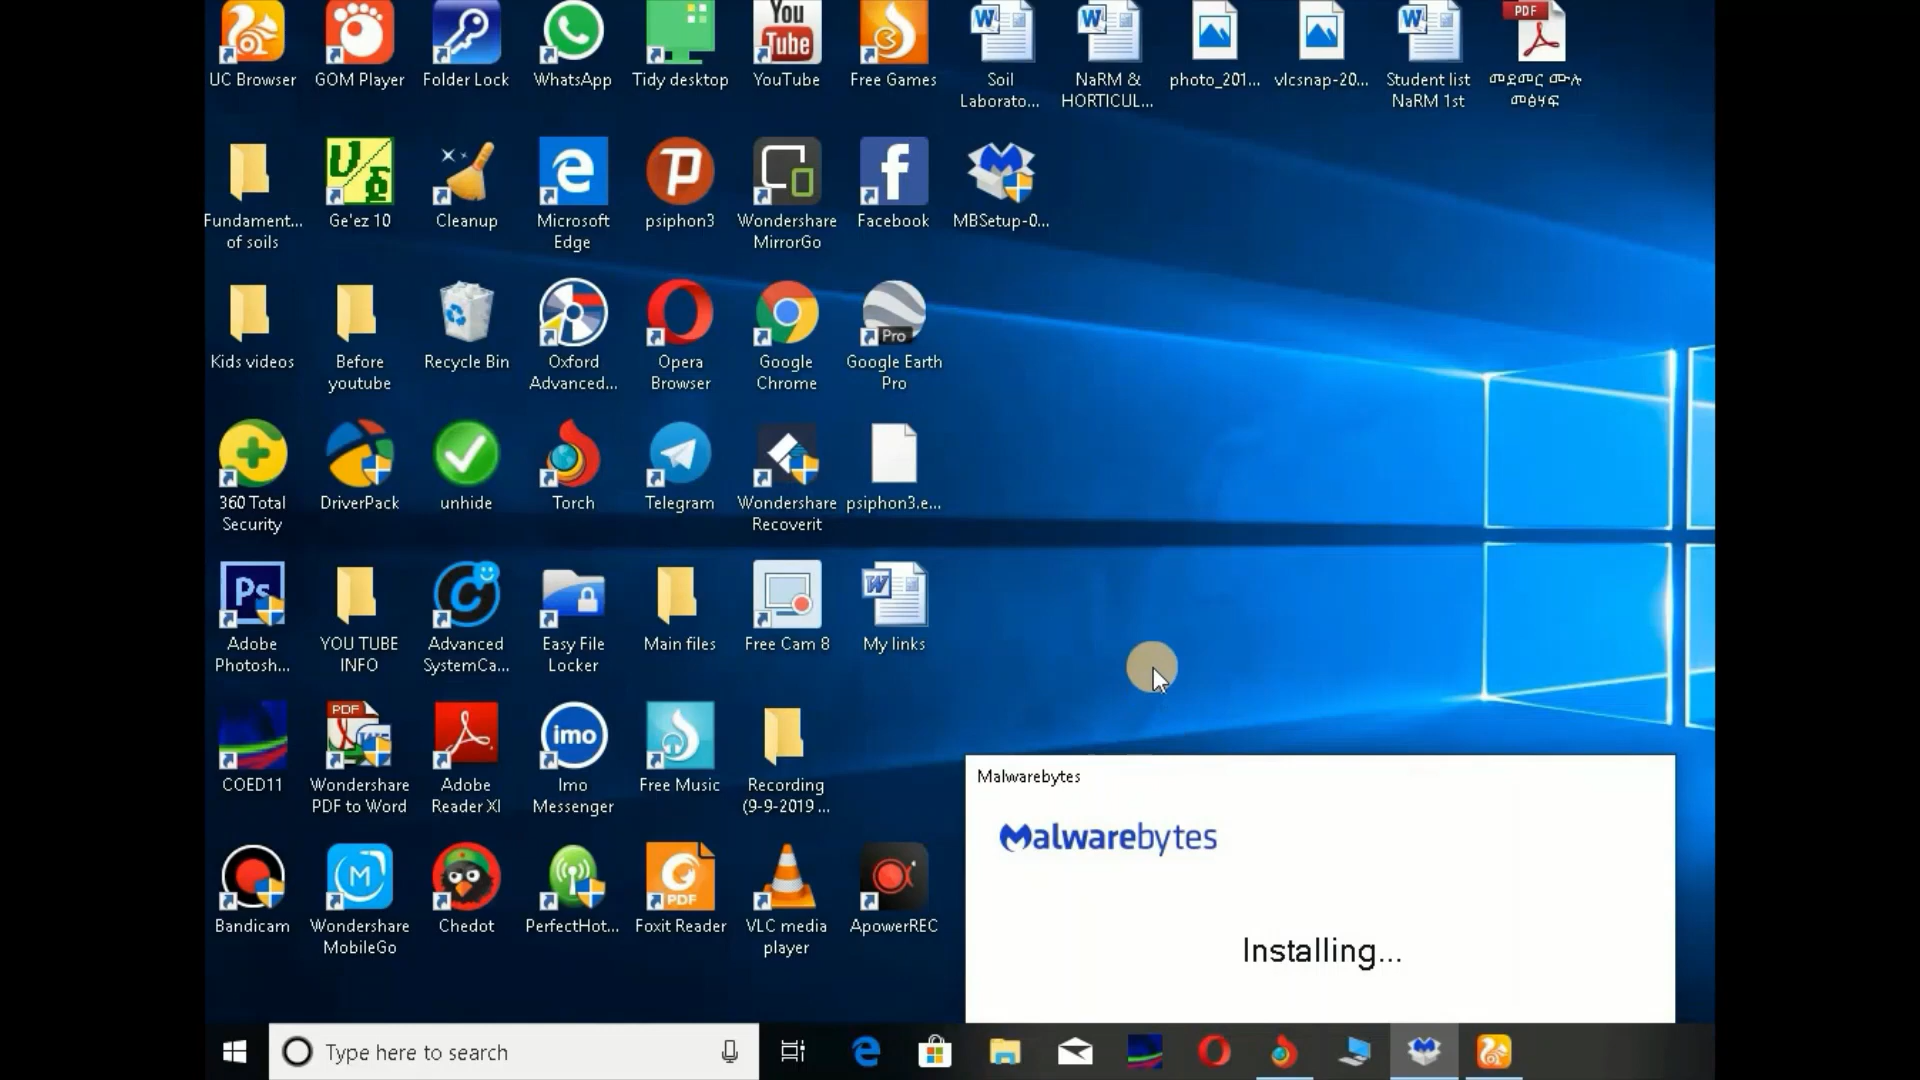 UC Browser
GOM Player
Folder Lock
WhatsApp
Tidy desktop
You
Tube
YouTube
Free Games
Soil
Laborato...
NaRM &
HORTICUL...
photo_201...
vlcsnap-20...
Student list
NaRM 1st
PDF
መደመር ሙሉ
መፅሃፍ
Fundament...
of soils
Ge'ez 10
Cleanup
Microsoft
Edge
psiphon3
Wondershare
MirrorGo
Facebook
MBSetup-0...
Kids videos
Before
youtube
Recycle Bin
Oxford
Advanced...
Opera
Browser
Google
Chrome
Pro
Google Earth
Pro
360 Total
Security
DriverPack
unhide
Torch
Telegram
Wondershare
Recoverit
psiphon3.e...
Ps
Adobe
Photosh...
YOU TUBE
INFO
Advanced
SystemCa...
Easy File
Locker
Main files
Free Cam 8
My links
COED11
PDF
Wondershare
PDF to Word
Adobe
Reader XI
imo
Imo
Messenger
Free Music
Recording
(9-9-2019 ...
Bandicam
Wondershare
MobileGo
Chedot
PerfectHot...
PDF
Foxit Reader
VLC media
player
ApowerREC
Malwarebytes
Malwarebytes
Installing...
Type here to search